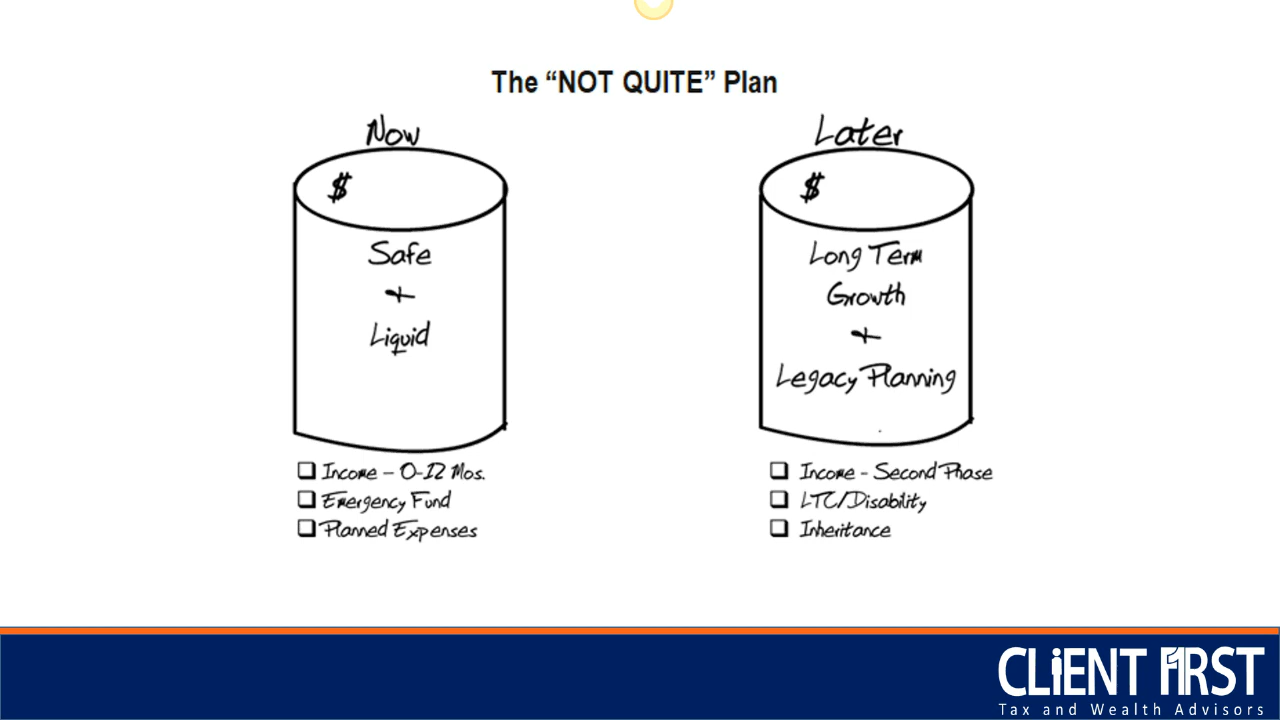 The “NOT QUITE” Plan
Now
$
Safe
+
Liquid
❑ Income – 0-12 Mos.
❑ Emergency Fund
❑ Planned Expenses
Later
$
Long Term
Growth
+
Legacy Planning
❑ Income - Second Phase
❑ LTC/Disability
❑ Inheritance
CLiENT F1RST
Tax and Wealth Advisors